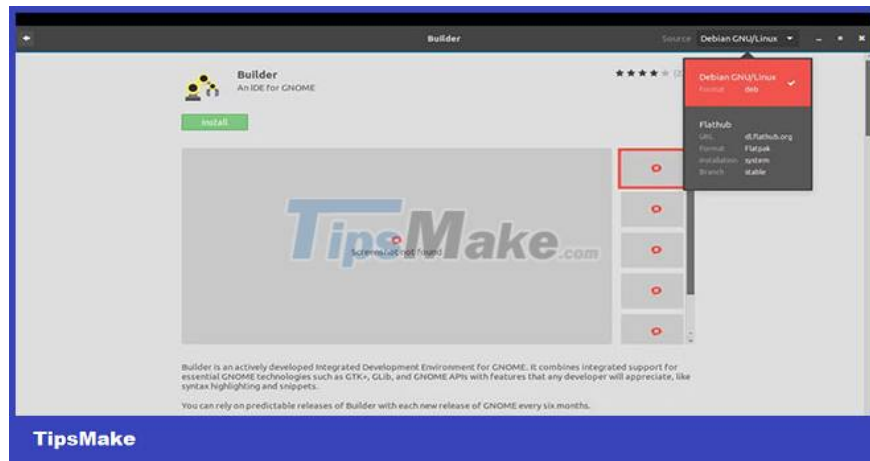 Builder
Source Debian GNU/Linux
Builder
An IDE for GNOME
Install
Debian GNU/Linux
Format deb
Flathub
URL dl.flathub.org
Format Flatpak
Installation system
Branch stable
TipsMake.com
Screenshot not found
Builder is an actively developed Integrated Development Environment for GNOME. It combines integrated support for
essential GNOME technologies such as GTK+, GLib, and GNOME APIs with features that any developer will appreciate, like
syntax highlighting and snippets.
You can rely on predictable releases of Builder with each new release of GNOME every six months.
TipsMake